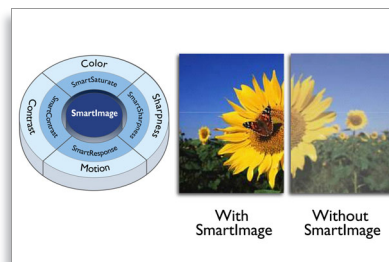 Color
SmartSaturate
Contrast
SmartContrast
SmartImage
SmartSharpness
Sharpness
SmartResponse
Motion
With
SmartImage
Without
SmartImage